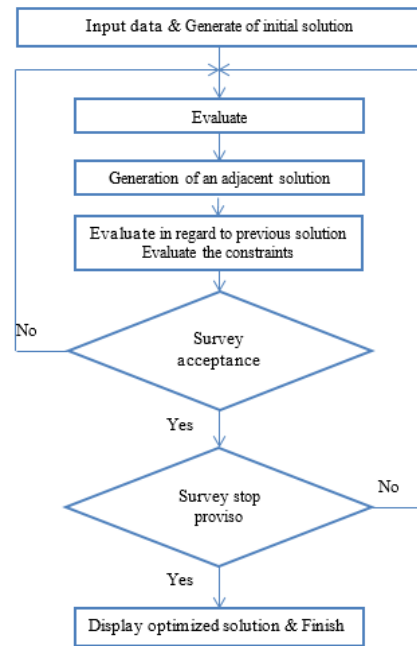 Input data & Generate of initial solution
Evaluate
Generation of an adjacent solution
Evaluate in regard to previous solution
Evaluate the constraints
No
Survey
acceptance
Yes
No
Survey stop
proviso
Yes
Display optimized solution & Finish